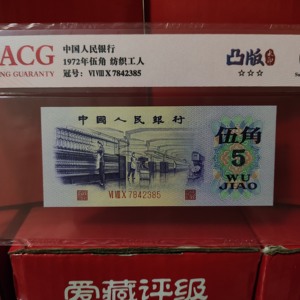 ACG
NG GUARANTY
中国人民银行
1972年伍角 纺织工人
冠号: VI VIII X 7842385
凸版
☆☆☆
中国人民银行
伍角
5
WU
JIAO
VI VIII X 7842385
爱藏评级